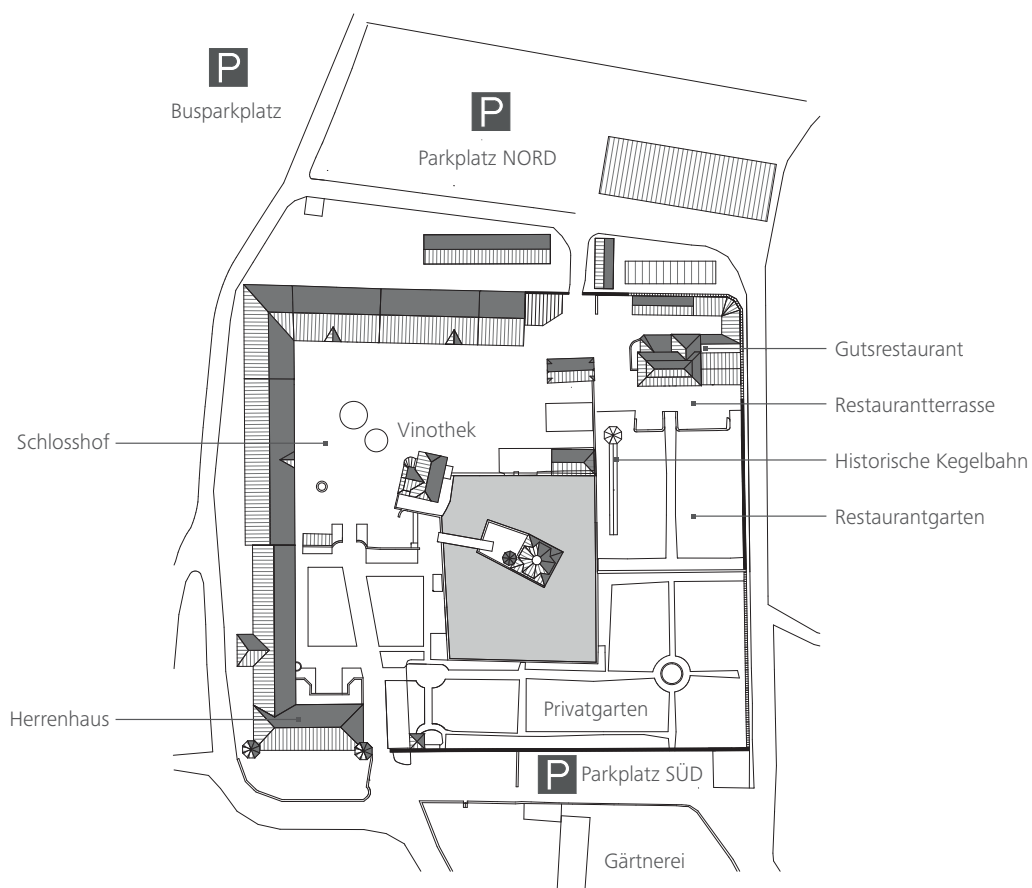 P
Busparkplatz
P
Parkplatz NORD
Gutsrestaurant
Restaurantterrasse
Vinothek
Schlosshof
Historische Kegelbahn
Restaurantgarten
Herrenhaus
Privatgarten
P Parkplatz SÜD
Gärtnerei